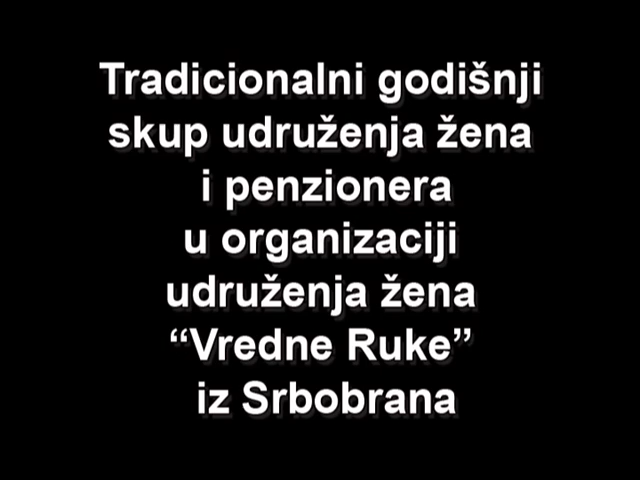 Tradicionalni godišnji
skup udruženja žena
i penzionera
u organizaciji
udruženja žena
“Vredne Ruke”
iz Srbobrana